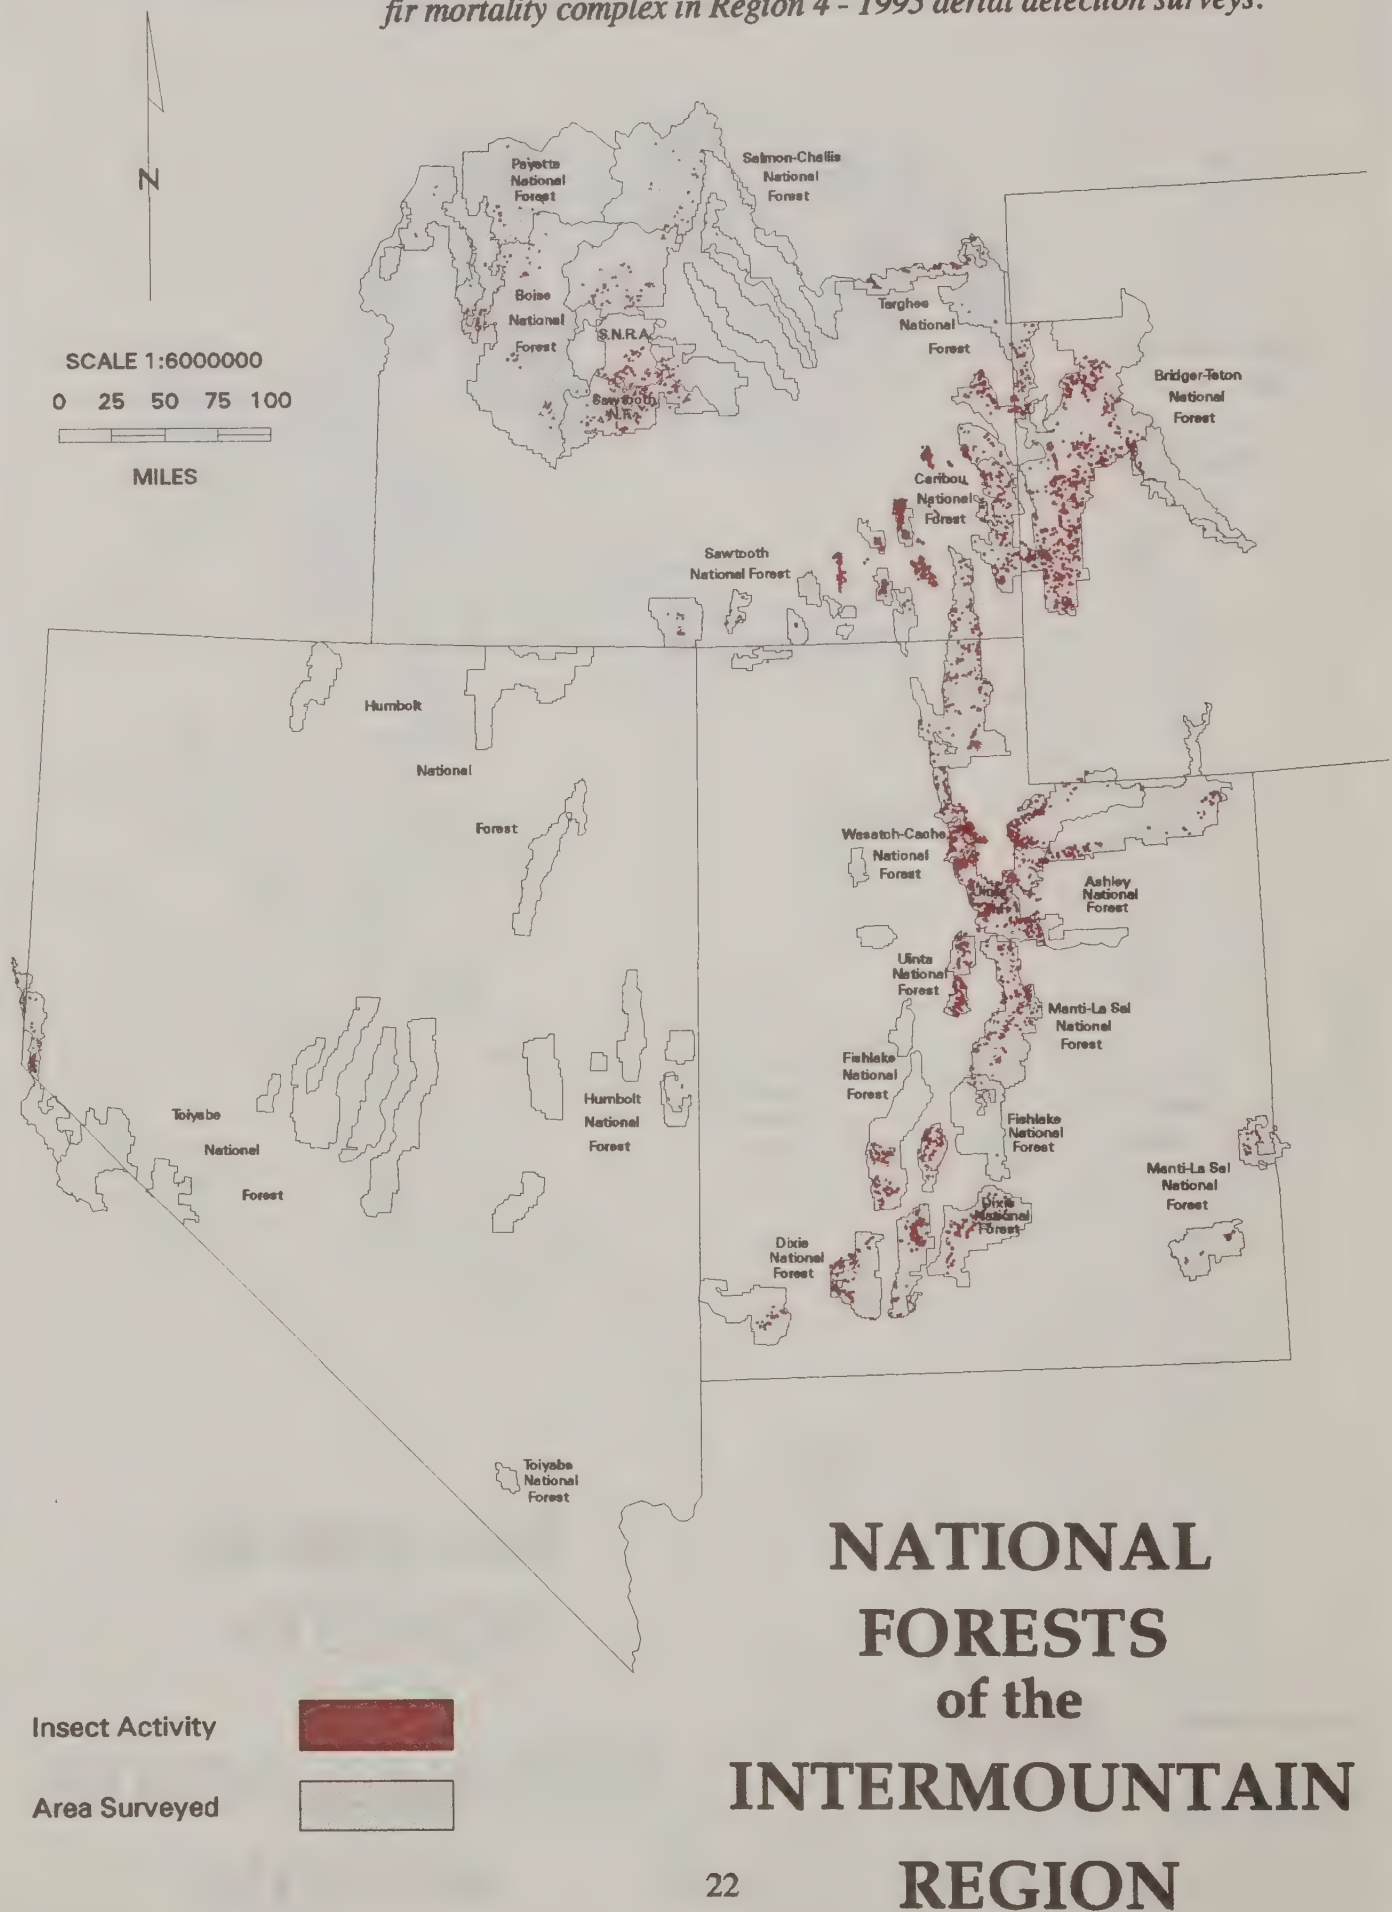 fir mortality complex in Region 4 - 1995 aerial detection surveys.
N
SCALE 1:6000000
0 25 50 75 100
MILES
Payette
National
Forest
Salmon-Challis
National
Forest
Boise
National
Forest
S.N.R.A.
Sawtooth
N.F.
Targhee
National
Forest
Bridger-Teton
National
Forest
Caribou
National
Forest
Sawtooth
National Forest
Humbolt
National
Forest
Wasatch-Cache
National
Forest
Uinta
Ashley
National
Forest
Uinta
National
Forest
Manti-La Sal
National
Forest
Fishlake
National
Forest
Humbolt
National
Forest
Toiyabe
National
Forest
Fishlake
National
Forest
Manti-La Sal
National
Forest
Dixie
National
Forest
Dixie
National
Forest
Toiyabe
National
Forest
Insect Activity
Area Surveyed
NATIONAL
FORESTS
of the
INTERMOUNTAIN
REGION
22